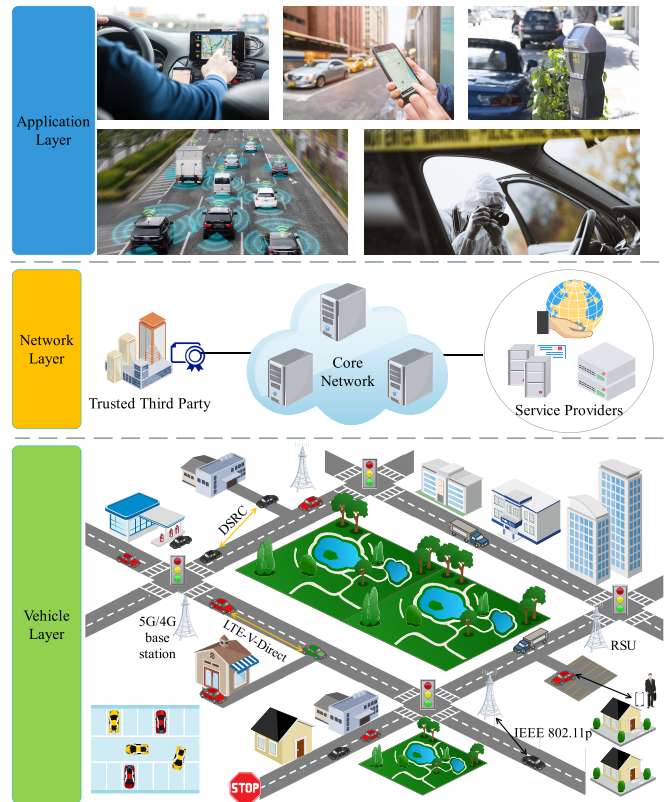 Application
Layer
Network
Layer
Trusted Third Party
Core
Network
Service Providers
Vehicle
Layer
DSRC
5G/4G
base
station
LTE-V-Direct
RSU
IEEE 802.11p
STOP